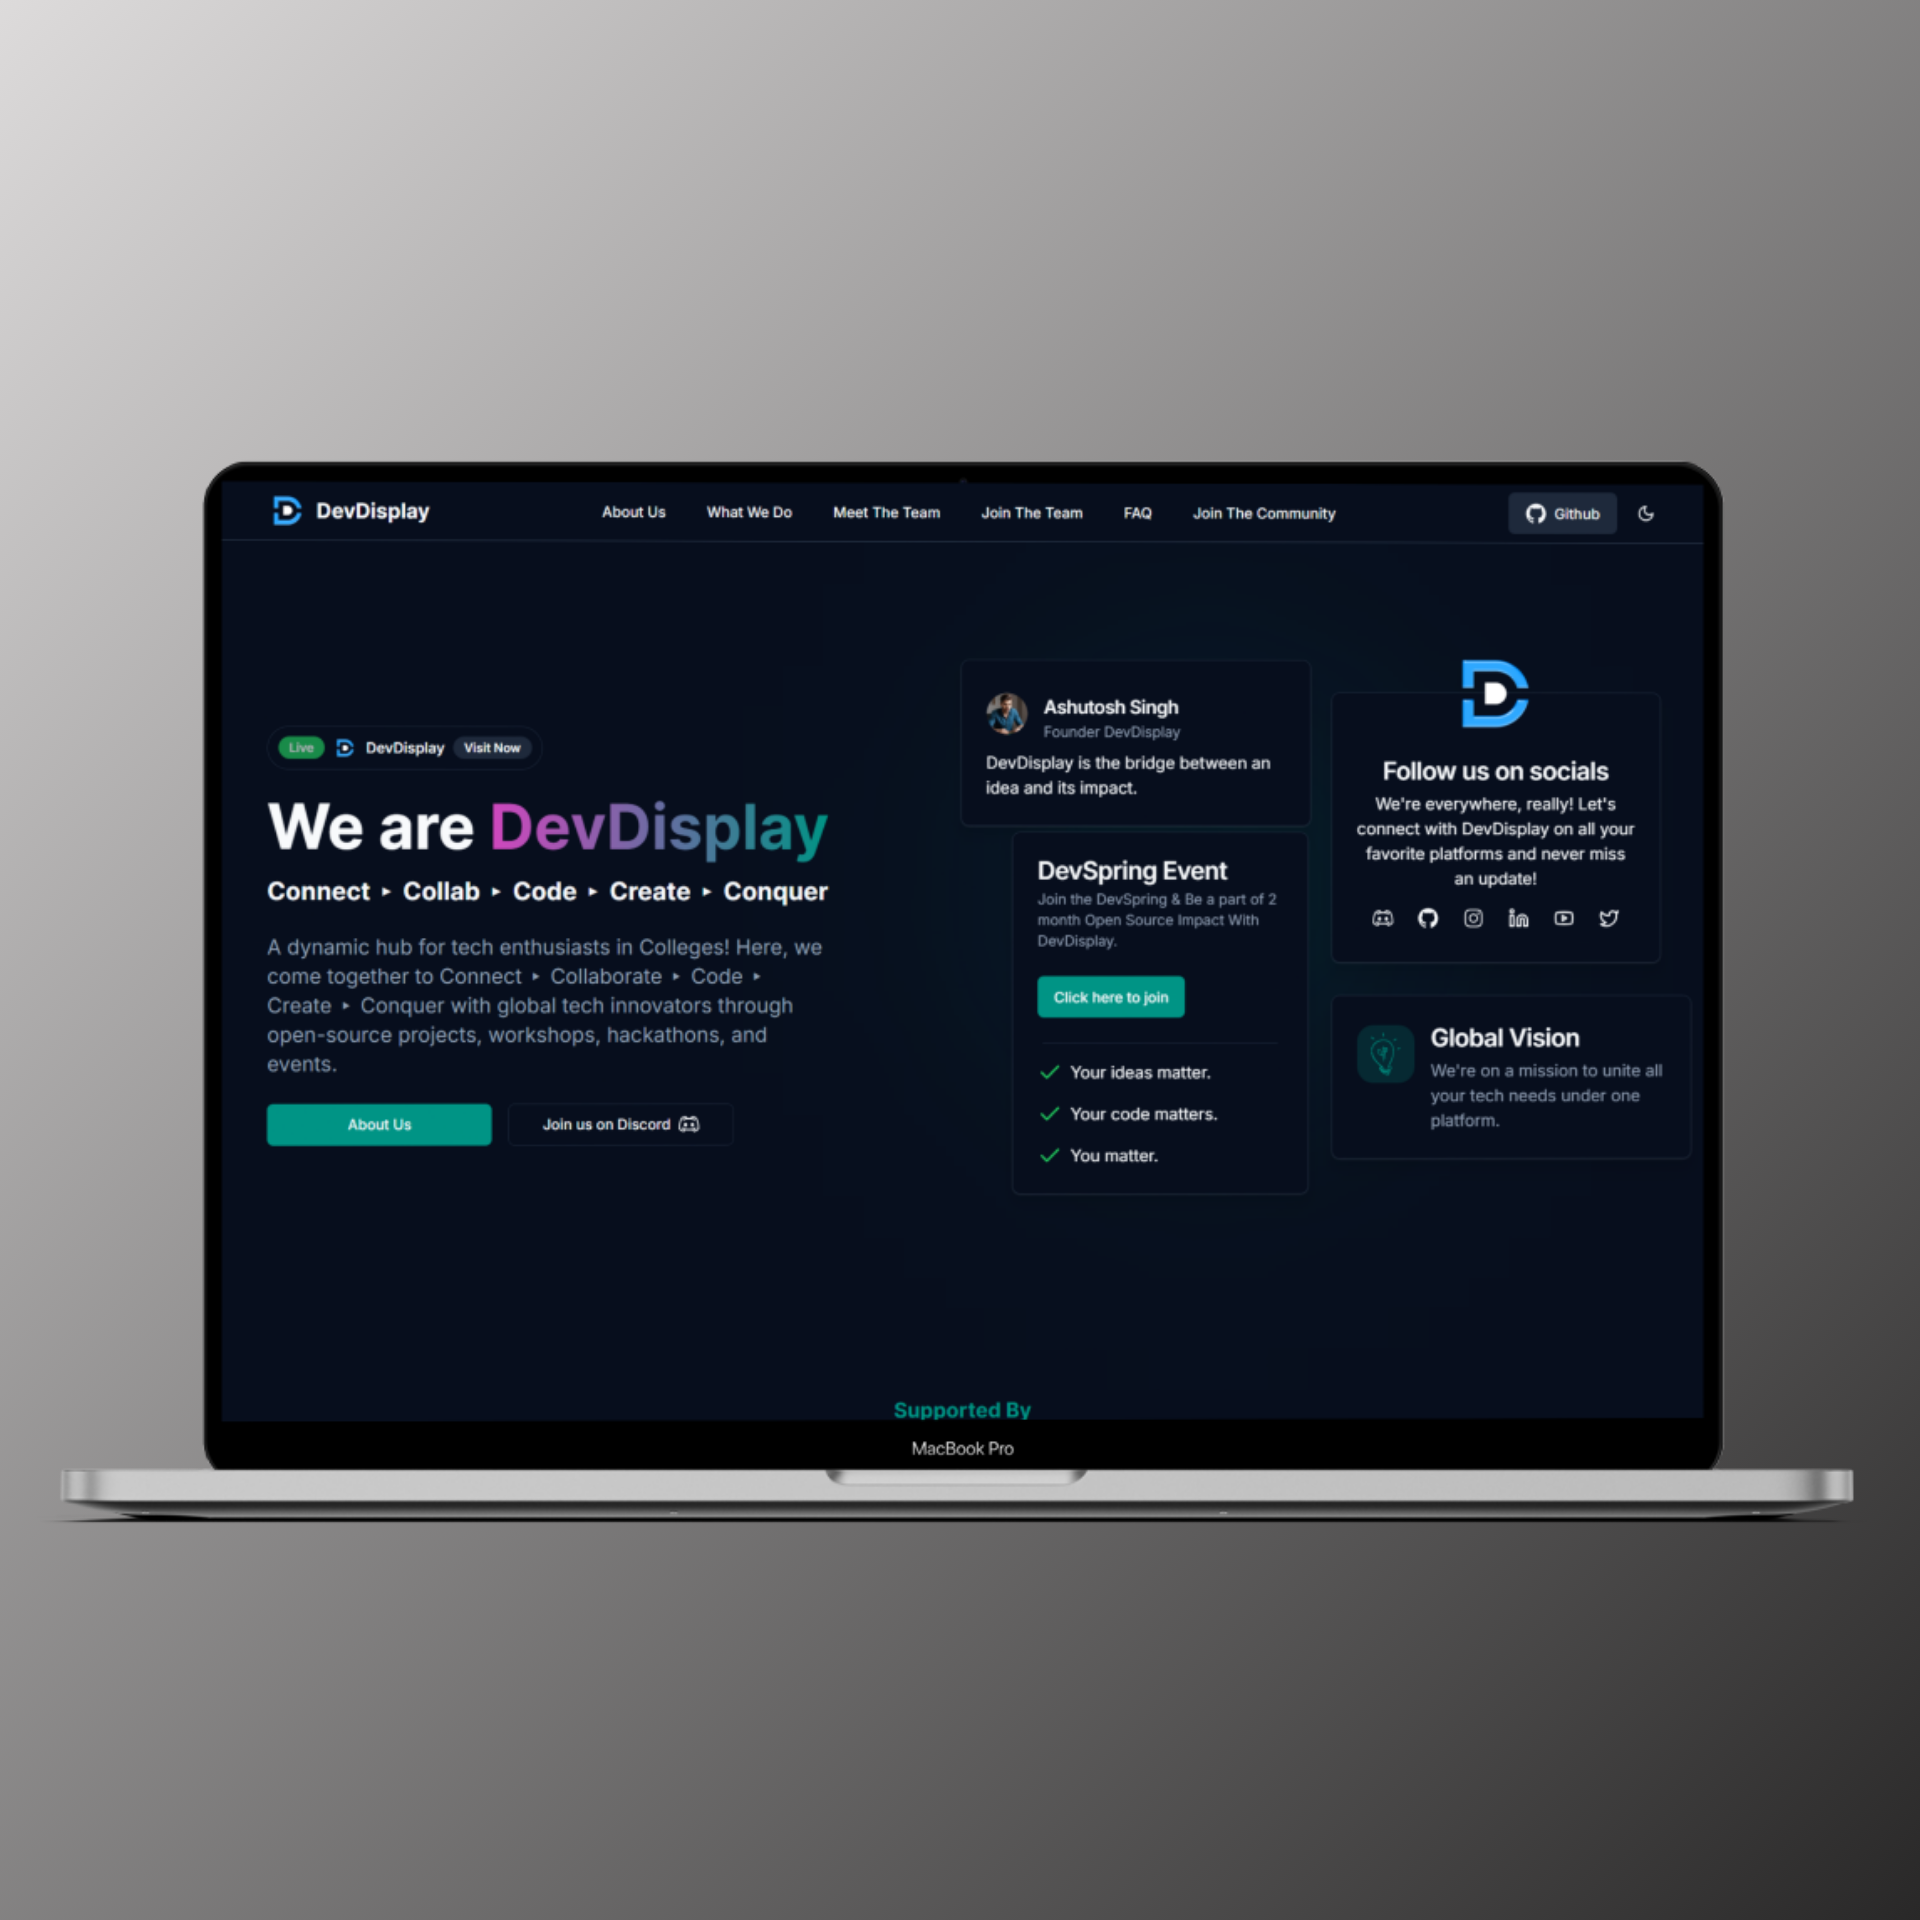 DevDisplay
About Us
What We Do
Meet The Team
Join The Team
FAQ
Join The Community
Github
Live DevDisplay Visit Now
We are DevDisplay
Connect ‣ Collab ‣ Code ‣ Create ‣ Conquer
A dynamic hub for tech enthusiasts in Colleges! Here, we
come together to Connect ‣ Collaborate ‣ Code ‣
Create ‣ Conquer with global tech innovators through
open-source projects, workshops, hackathons, and
events.
About Us
Join us on Discord
Ashutosh Singh
Founder DevDisplay
DevDisplay is the bridge between an
idea and its impact.
DevSpring Event
Join the DevSpring & Be a part of 2
month Open Source Impact With
DevDisplay.
Click here to join
Your ideas matter.
Your code matters.
You matter.
Follow us on socials
We're everywhere, really! Let's
connect with DevDisplay on all your
favorite platforms and never miss
an update!
Global Vision
We're on a mission to unite all
your tech needs under one
platform.
Supported By
MacBook Pro